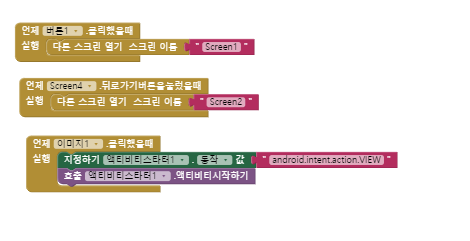 언제 버튼1 .클릭했을때
실행 다른 스크린 열기 스크린 이름 " Screen1 "
언제 Screen4 .뒤로가기버튼을눌렀을때
실행 다른 스크린 열기 스크린 이름 " Screen2 "
언제 이미지1 .클릭했을때
실행 지정하기 액티비티스타터1 . 동작 값 " android.intent.action.VIEW "
호출 액티비티스타터1 .액티비티시작하기